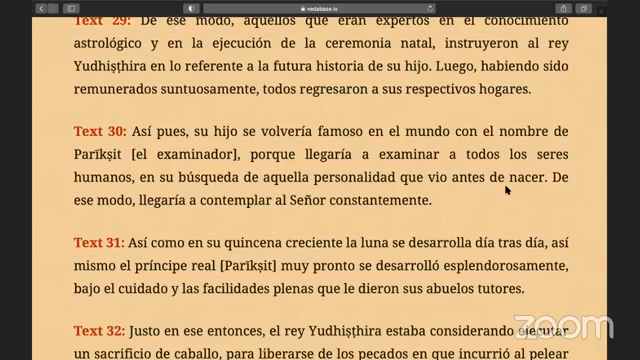 vedabase.io
Text 29: De ese modo, aquellos que eran expertos en el conocimiento
astrológico y en la ejecución de la ceremonia natal, instruyeron al rey
Yudhiṣṭhira en lo referente a la futura historia de su hijo. Luego, habiendo sido
remunerados suntuosamente, todos regresaron a sus respectivos hogares.
Text 30: Así pues, su hijo se volvería famoso en el mundo con el nombre de
Parīkṣit [el examinador], porque llegaría a examinar a todos los seres
humanos, en su búsqueda de aquella personalidad que vio antes de nacer. De
ese modo, llegaría a contemplar al Señor constantemente.
Text 31: Así como en su quincena creciente la luna se desarrolla día tras día, así
mismo el príncipe real [Parīkṣit] muy pronto se desarrolló esplendorosamente,
bajo el cuidado y las facilidades plenas que le dieron sus abuelos tutores.
Text 32: Justo en ese entonces, el rey Yudhiṣṭhira estaba considerando ejecutar
un sacrificio de caballo, para liberarse de los pecados en que incurrió al pelear
zoom